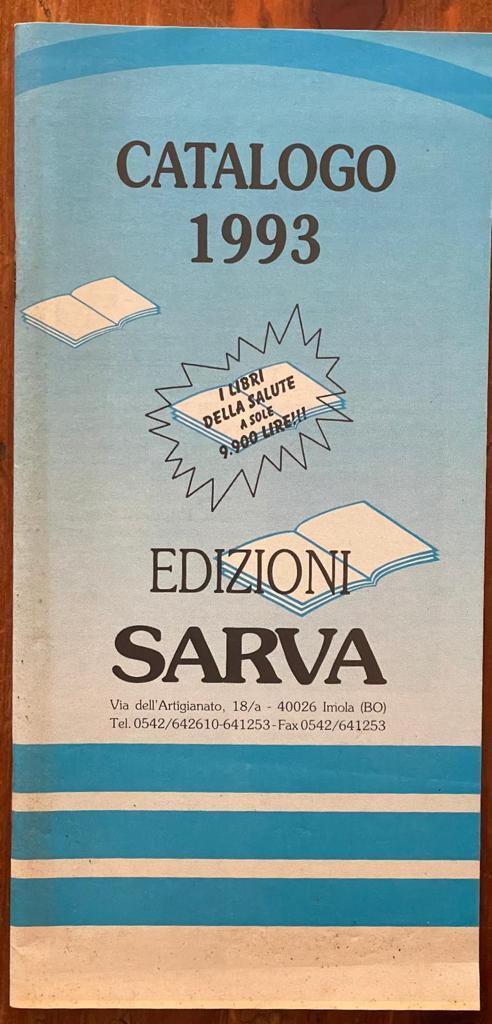 CATALOGO
1993
I LIBRI
DELLA SALUTE
A SOLE
9.900 LIRE!!!
EDIZIONI
SARVA
Via dell'Artigianato, 18/a - 40026 Imola (BO)
Tel. 0542/642610-641253-Fax 0542/641253